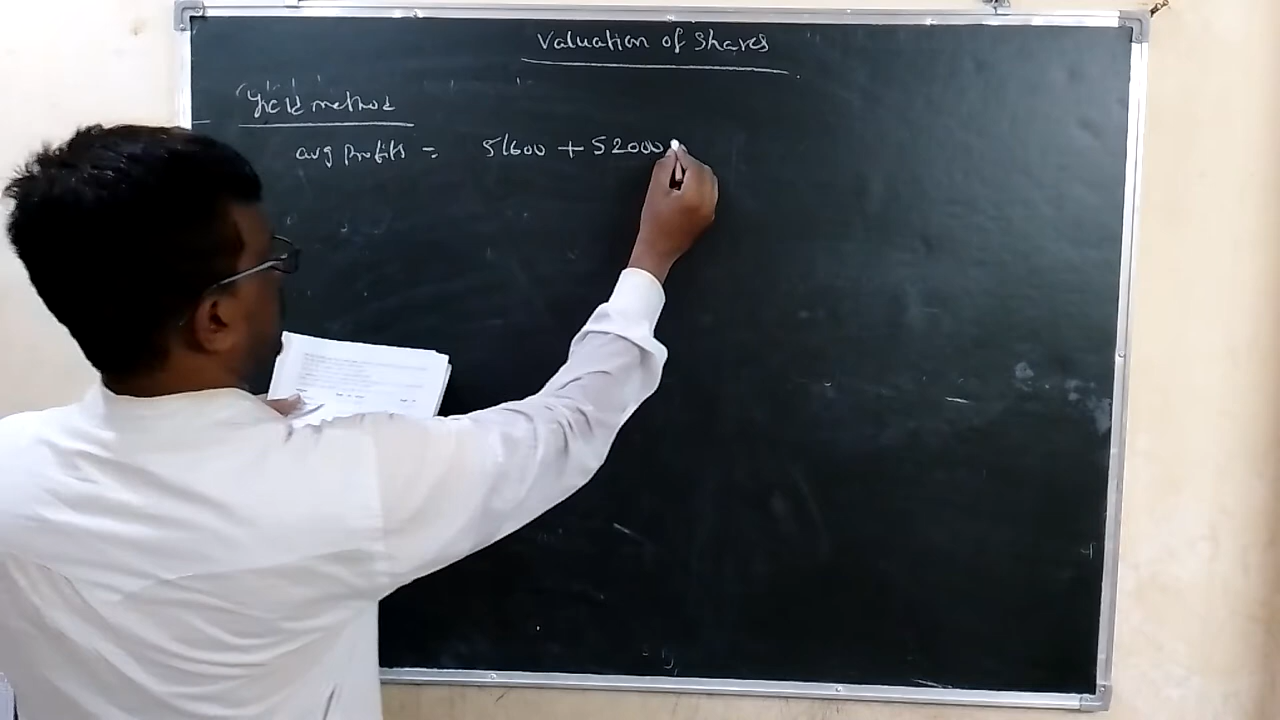 Valuation of Shares
Yield method
avg Profits = 51600 + 52000